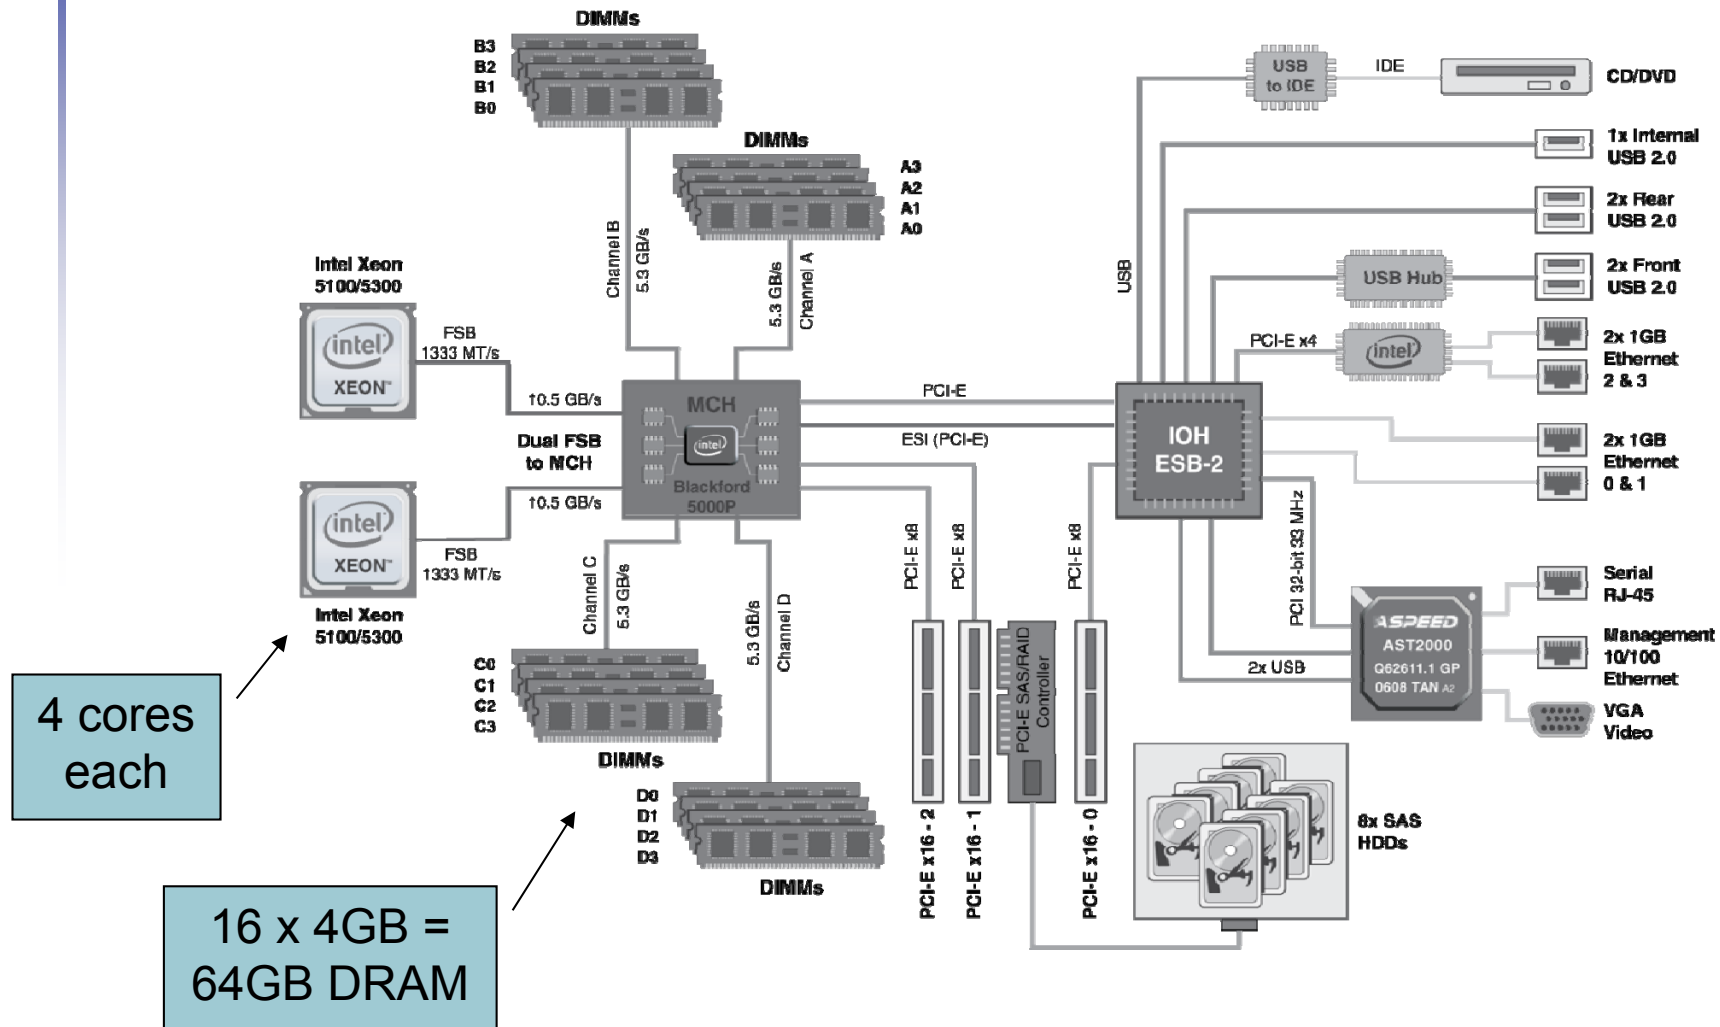 DIMMs
B3
B2
B1
B0
DIMMs
A3
A2
A1
A0
Channel B
5.3 GB/s
5.3 GB/s
Channel A
Intel Xeon
5100/5300
intel
XEON™
FSB
1333 MT/s
10.5 GB/s
Dual FSB
to MCH
10.5 GB/s
intel
XEON™
FSB
1333 MT/s
Intel Xeon
5100/5300
MCH
intel
Blackford
5000P
Channel C
5.3 GB/s
5.3 GB/s
Channel D
C0
C1
C2
C3
DIMMs
D0
D1
D2
D3
DIMMs
4 cores
each
16 x 4GB =
64GB DRAM
PCI-E
ESI (PCI-E)
PCI-E x8
PCI-E x8
PCI-E x8
PCI-E x16 - 2
PCI-E x16 - 1
PCI-E SAS/RAID
Controller
PCI-E x16 - 0
IOH
ESB-2
USB
USB
to IDE
IDE
CD/DVD
1x Internal
USB 2.0
2x Rear
USB 2.0
USB Hub
2x Front
USB 2.0
PCI-E x4
intel
2x 1GB
Ethernet
2 & 3
2x 1GB
Ethernet
0 & 1
PCI 32-bit 33 MHz
2x USB
ASPEED
AST2000
Q62611.1 GP
0608 TAN A2
Serial
RJ-45
Management
10/100
Ethernet
VGA
Video
8x SAS
HDDs